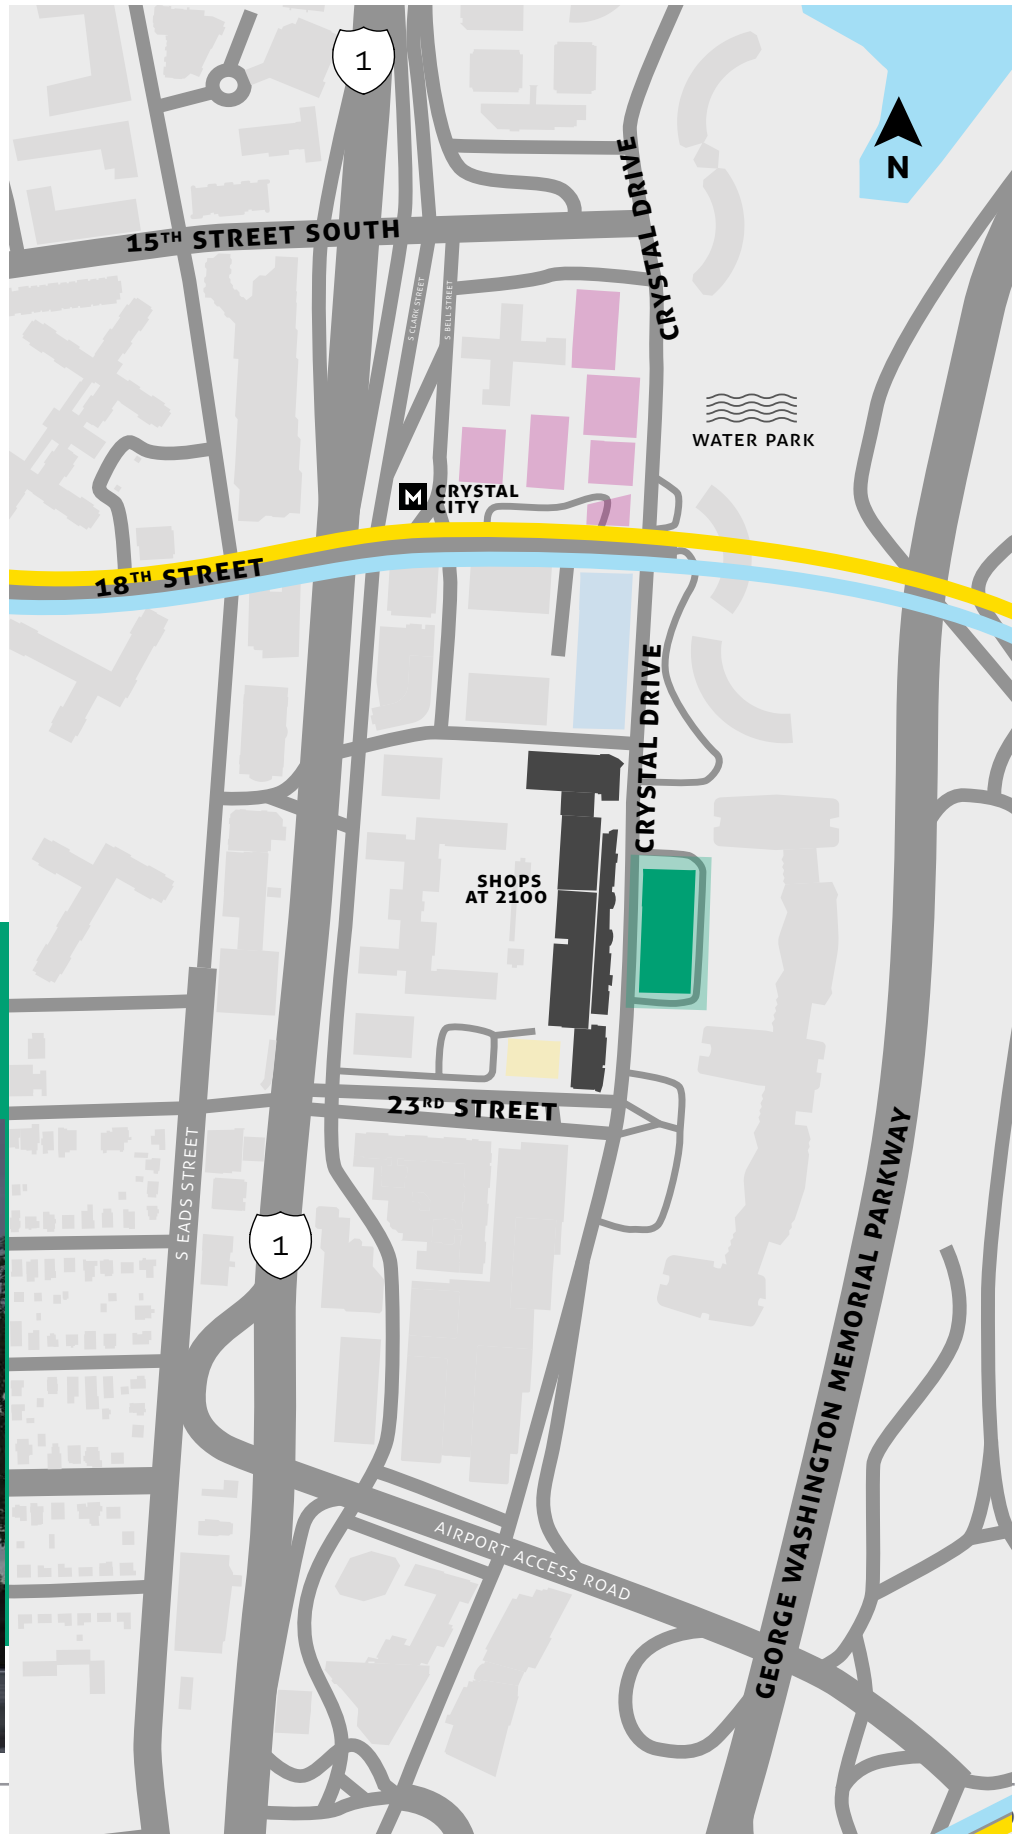 1
N
CRYSTAL DRIVE
15TH STREET SOUTH
S CLARK STREET
S BELL STREET
WATER PARK
M
CRYSTAL
CITY
18TH STREET
CRYSTAL DRIVE
SHOPS
AT 2100
23RD STREET
S EADS STREET
1
GEORGE WASHINGTON MEMORIAL PARKWAY
AIRPORT ACCESS ROAD